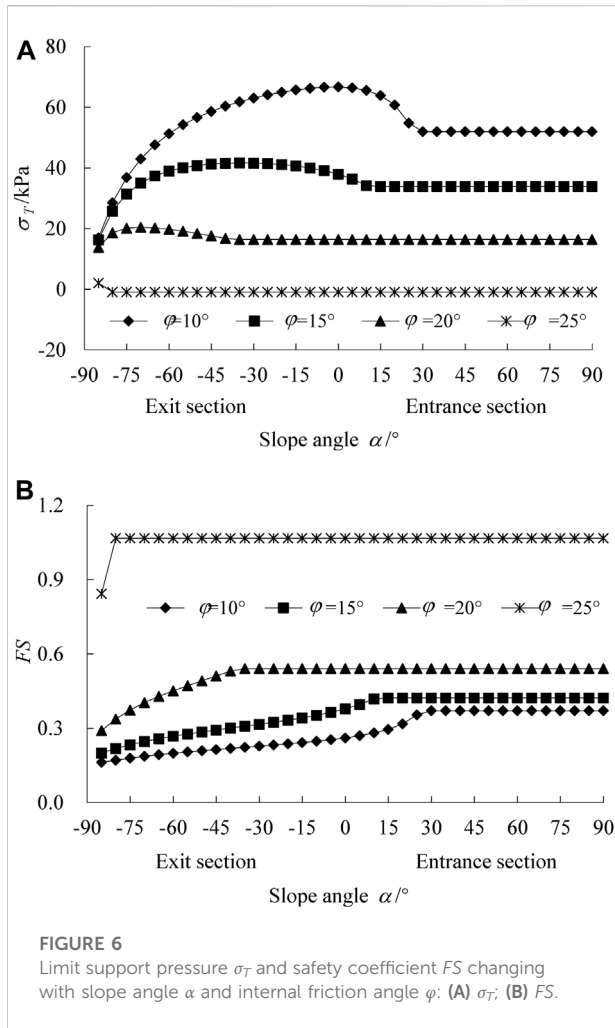 A
80
60
40
20
0
-20
σT /kPa
φ=10° φ=15° φ =20° φ =25°
-90 -75 -60 -45 -30 -15 0 15 30 45 60 75 90
Exit section Entrance section
Slope angle α/°
B
1.2
0.9
0.6
0.3
0.0
FS
φ=10° φ=15° φ =20° φ =25°
-90 -75 -60 -45 -30 -15 0 15 30 45 60 75 90
Exit section Entrance section
Slope angle α/°
FIGURE 6
Limit support pressure σT and safety coefficient FS changing
with slope angle α and internal friction angle φ: (A) σT; (B) FS.